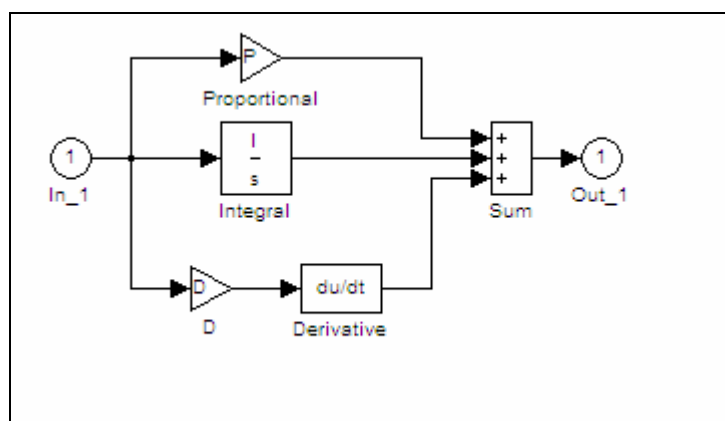 P
Proportional
1
In_1
I
s
Integral
+
+
+
Sum
1
Out_1
D
D
du/dt
Derivative